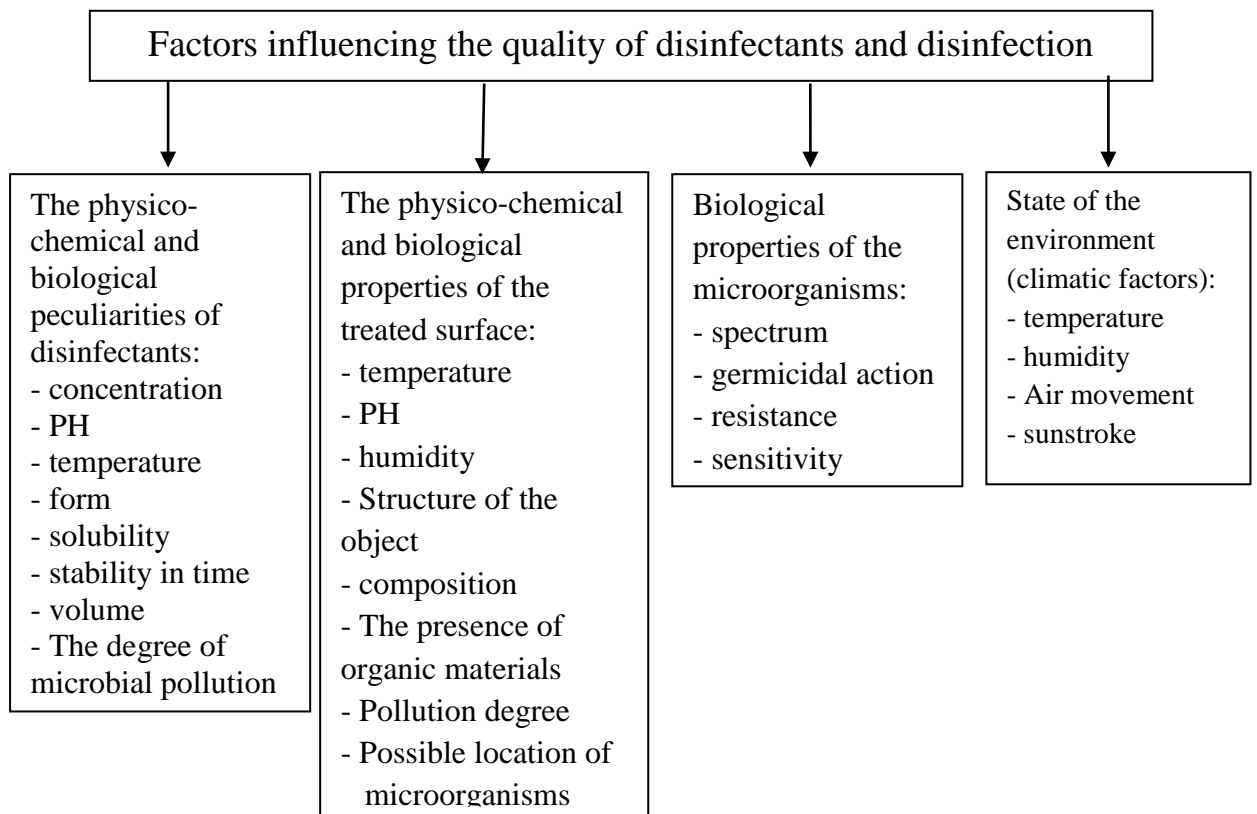 Factors influencing the quality of disinfectants and disinfection
The physico-
chemical and
biological
peculiarities of
disinfectants:
- concentration
- PH
- temperature
- form
- solubility
- stability in time
- volume
- The degree of
microbial pollution
The physico-chemical
and biological
properties of the
treated surface:
- temperature
- PH
- humidity
- Structure of the
object
- composition
- The presence of
organic materials
- Pollution degree
- Possible location of
microorganisms
Biological
properties of the
microorganisms:
- spectrum
- germicidal action
- resistance
- sensitivity
State of the
environment
(climatic factors):
- temperature
- humidity
- Air movement
- sunstroke